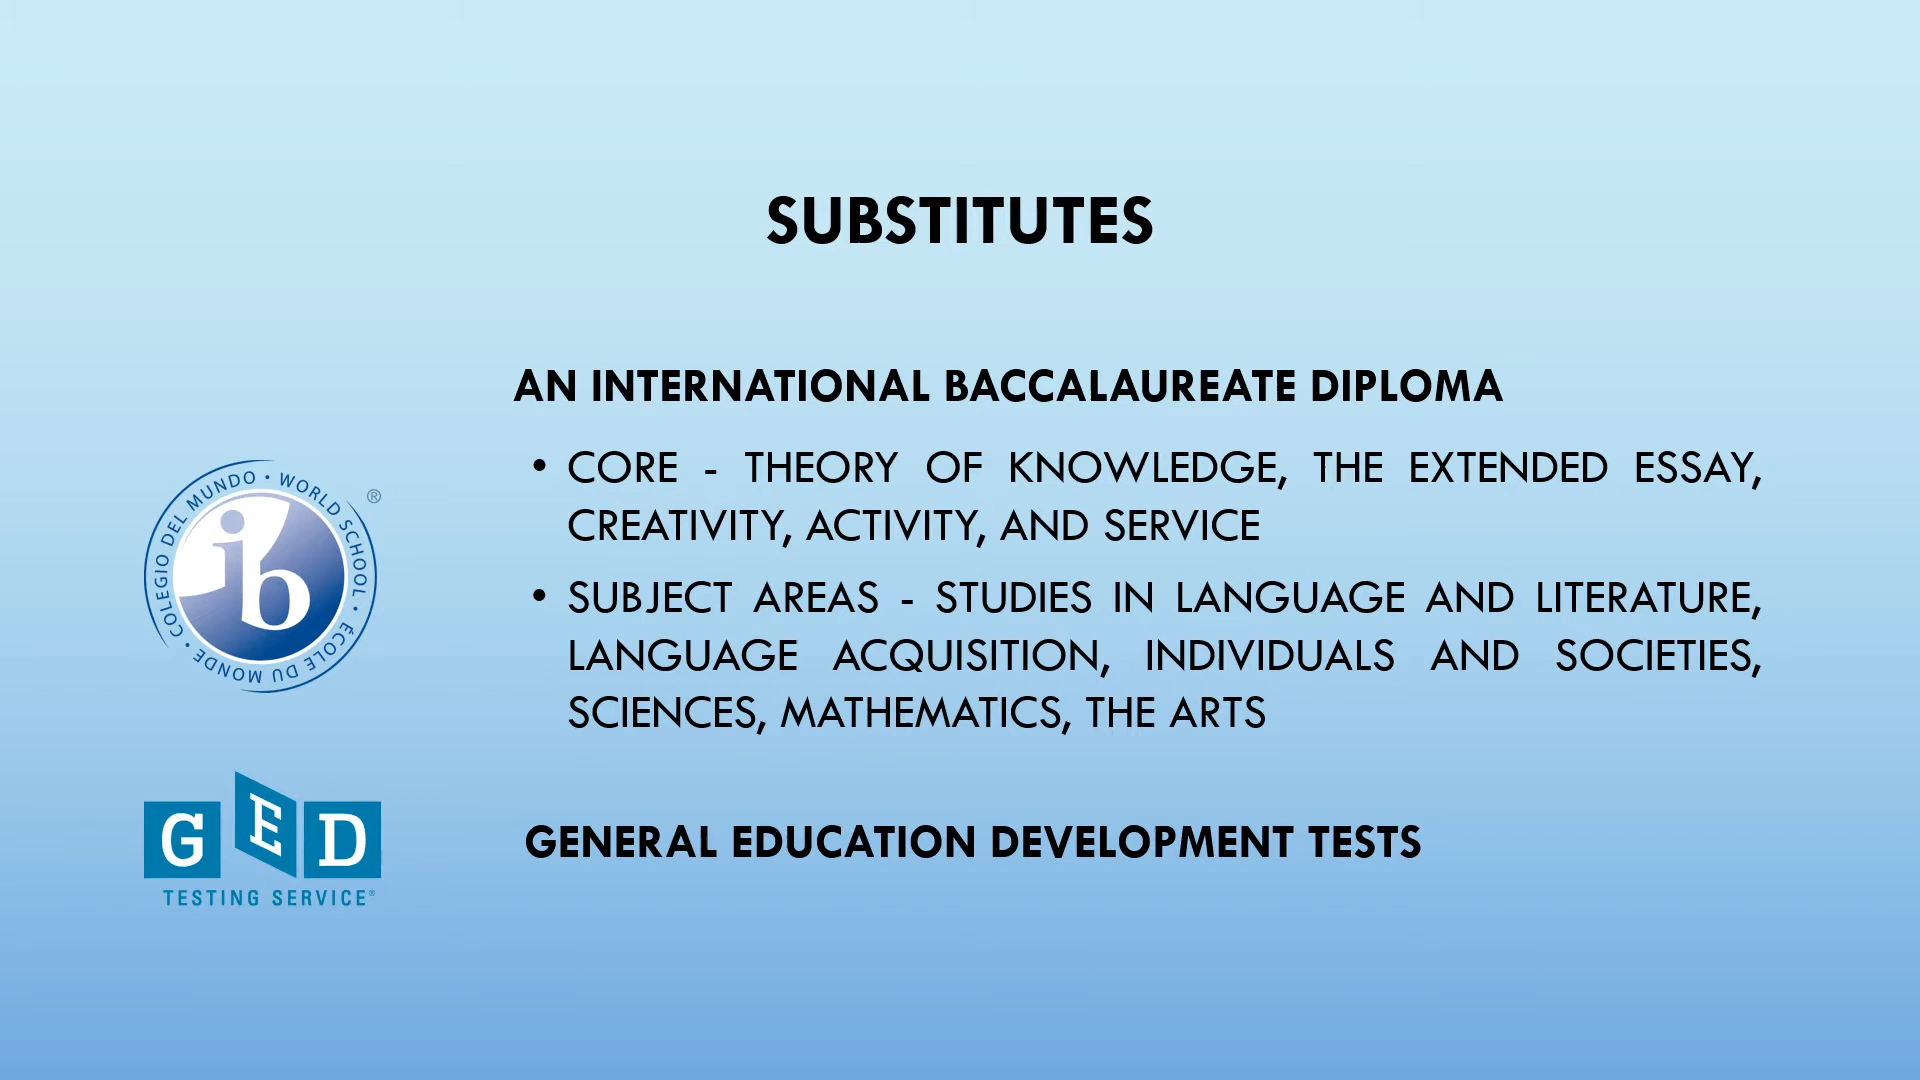 SUBSTITUTES
AN INTERNATIONAL BACCALAUREATE DIPLOMA
• CORE - THEORY OF KNOWLEDGE, THE EXTENDED ESSAY,
CREATIVITY, ACTIVITY, AND SERVICE
• SUBJECT AREAS - STUDIES IN LANGUAGE AND LITERATURE,
LANGUAGE ACQUISITION, INDIVIDUALS AND SOCIETIES,
SCIENCES, MATHEMATICS, THE ARTS
COLEGIO DEL MUNDO • WORLD SCHOOL • ÉCOLE DU MONDE •
®
ib
GED
TESTING SERVICE®
GENERAL EDUCATION DEVELOPMENT TESTS